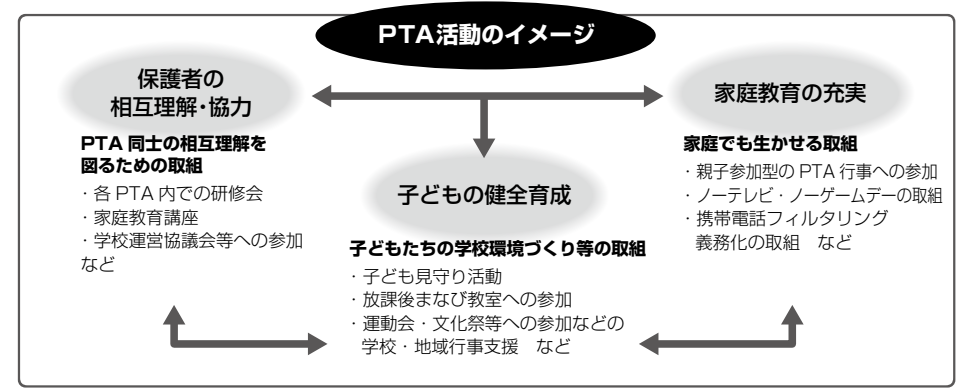 PTA活動のイメージ
保護者の
相互理解・協力
PTA 同士の相互理解を
図るための取組
・各 PTA 内での研修会
・家庭教育講座
・学校運営協議会等への参加
など
子どもの健全育成
子どもたちの学校環境づくり等の取組
・子ども見守り活動
・放課後まなび教室への参加
・運動会・文化祭等への参加などの
学校・地域行事支援　など
家庭教育の充実
家庭でも生かせる取組
・親子参加型の PTA 行事への参加
・ノーテレビ・ノーゲームデーの取組
・携帯電話フィルタリング
義務化の取組　など